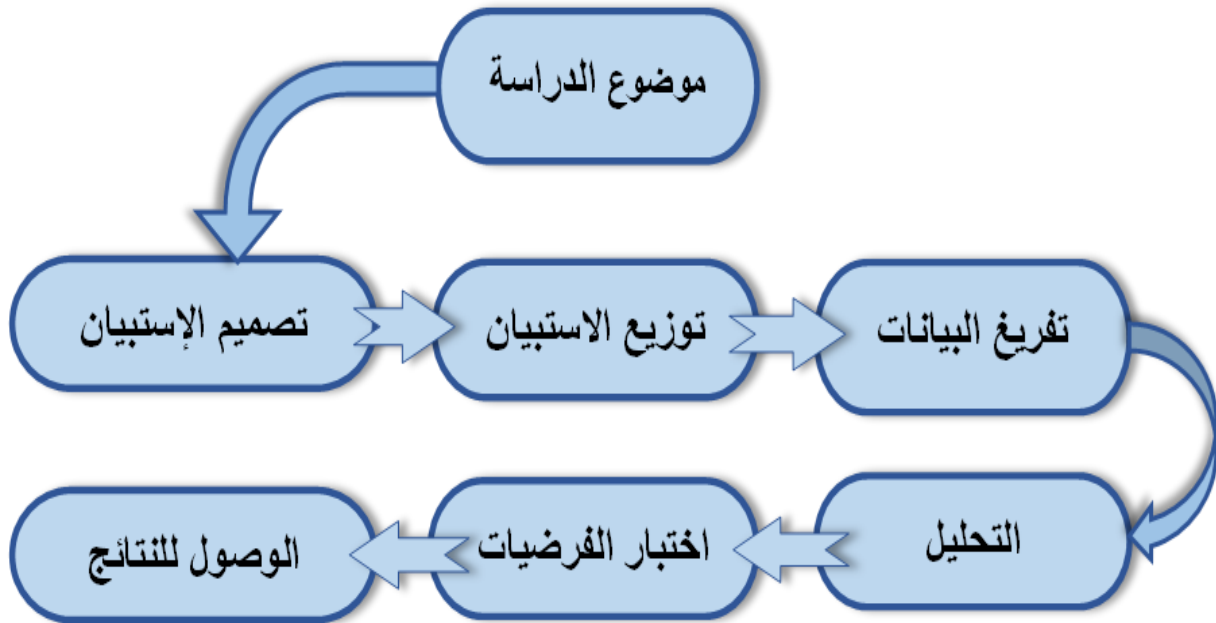 موضوع الدراسة
تصميم الإستبيان
توزيع الاستبيان
تفريغ البيانات
التحليل
اختبار الفرضيات
الوصول للنتائج